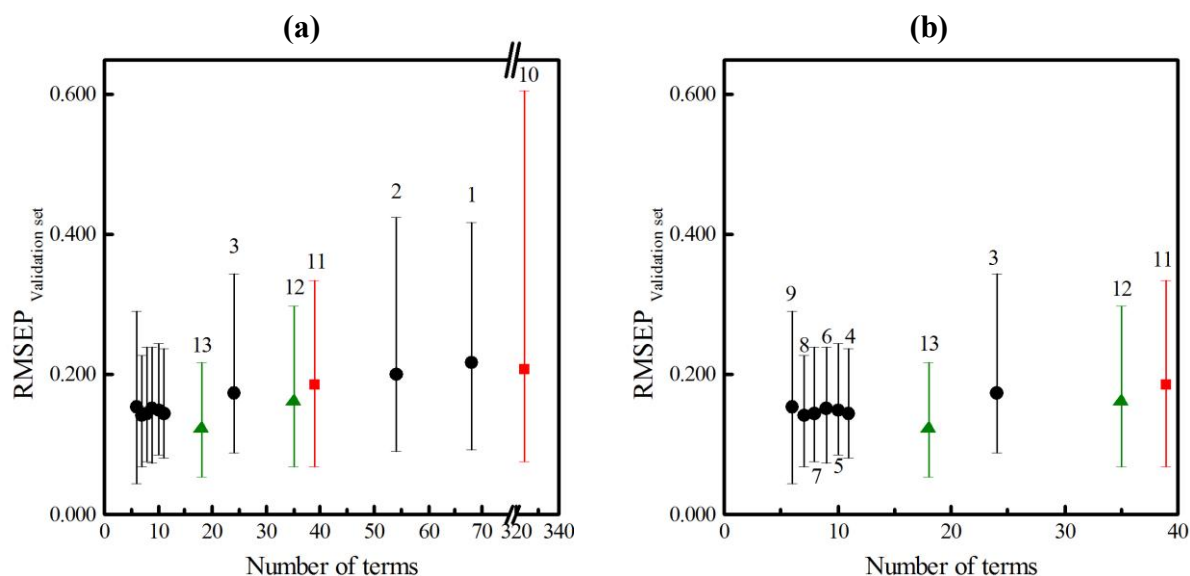 (a)
10
0.600
2
1
3
0.400
11
12
13
0.200
0.000
RMSEP Validation set
0 10 20 30 40 50 60 70 320 340
Number of terms
(b)
0.600
0.400
3
11
9
12
8 6 4
13
0.200
7 5
0.000
RMSEP Validation set
0 10 20 30 40
Number of terms